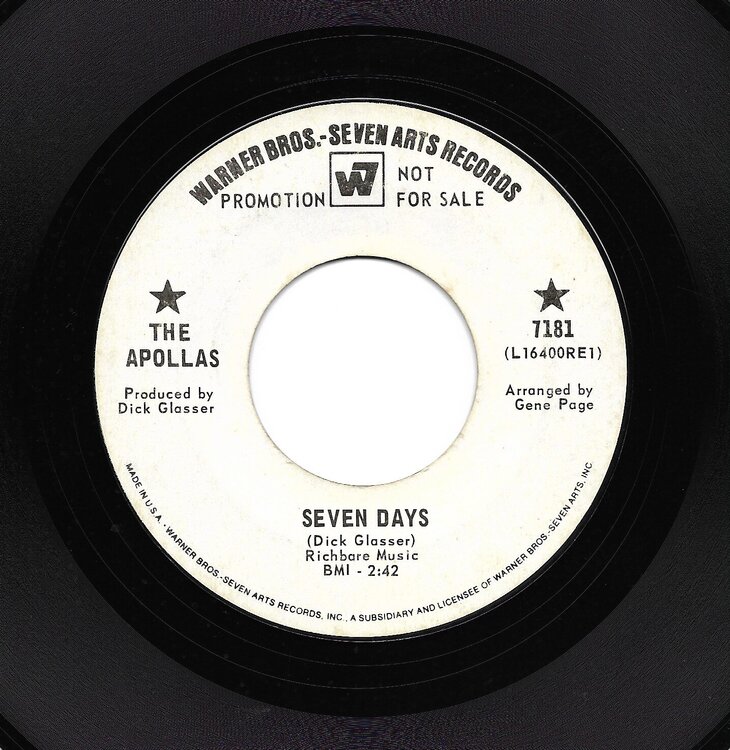 WARNER BROS.-SEVEN ARTS RECORDS
PROMOTION W7 NOT
FOR SALE
THE
APOLLAS
Produced by
Dick Glasser
7181
(L16400RE1)
Arranged by
Gene Page
SEVEN DAYS
(Dick Glasser)
Richbare Music
BMI - 2:42
MADE IN U.S.A. - WARNER BROS.-SEVEN ARTS RECORDS, INC., A SUBSIDIARY AND LICENSEE OF WARNER BROS.-SEVEN ARTS, INC.